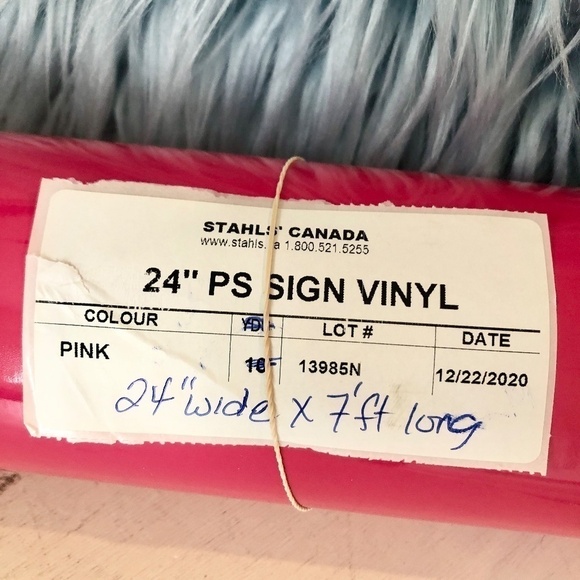 STAHLS' CANADA
www.stahls.ca 1.800.521.5255
24" PS SIGN VINYL
COLOUR YDS LOT # DATE
PINK 13985N 12/22/2020
24" wide x 7' ft long